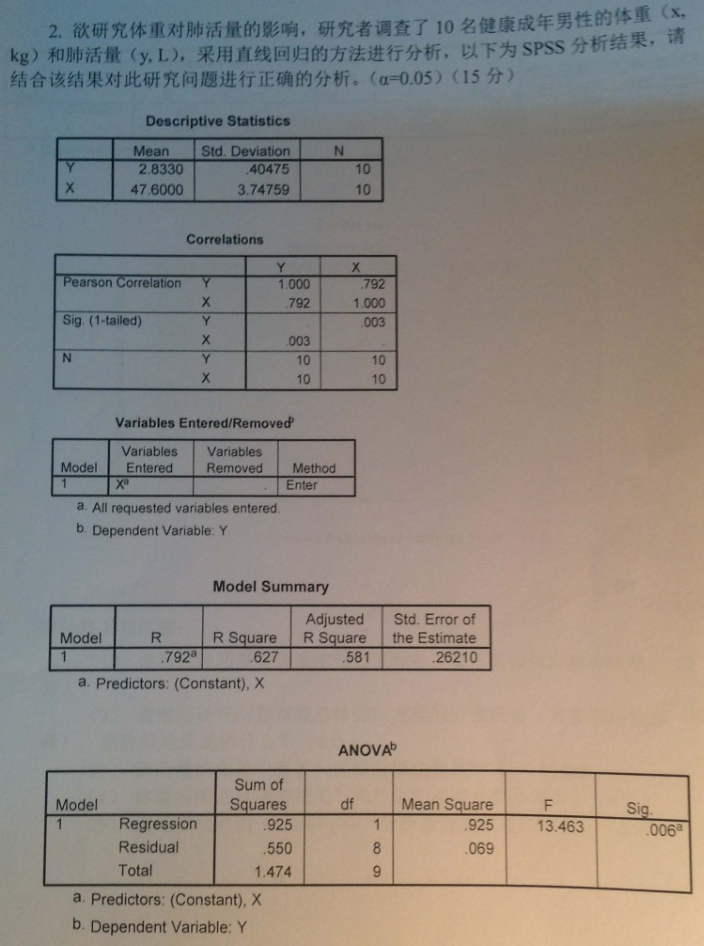 2. 欲研究体重对肺活量的影响，研究者调查了 10 名健康成年男性的体重（x,
kg）和肺活量（y, L），采用直线回归的方法进行分析，以下为 SPSS 分析结果，请
结合该结果对此研究问题进行正确的分析。（α=0.05）（15 分）
Descriptive Statistics
Mean Std. Deviation N
Y 2.8330 .40475 10
X 47.6000 3.74759 10
Correlations
Y X
Pearson Correlation Y 1.000 .792
X .792 1.000
Sig. (1-tailed) Y . .003
X .003 .
N Y 10 10
X 10 10
Variables Entered/Removed^b
Variables Variables
Model Entered Removed Method
1 X^a . Enter
a. All requested variables entered.
b. Dependent Variable: Y
Model Summary
Adjusted Std. Error of
Model R R Square R Square the Estimate
1 .792^a .627 .581 .26210
a. Predictors: (Constant), X
ANOVA^b
Sum of
Model Squares df Mean Square F Sig.
1 Regression .925 1 .925 13.463 .006^a
Residual .550 8 .069
Total 1.474 9
a. Predictors: (Constant), X
b. Dependent Variable: Y